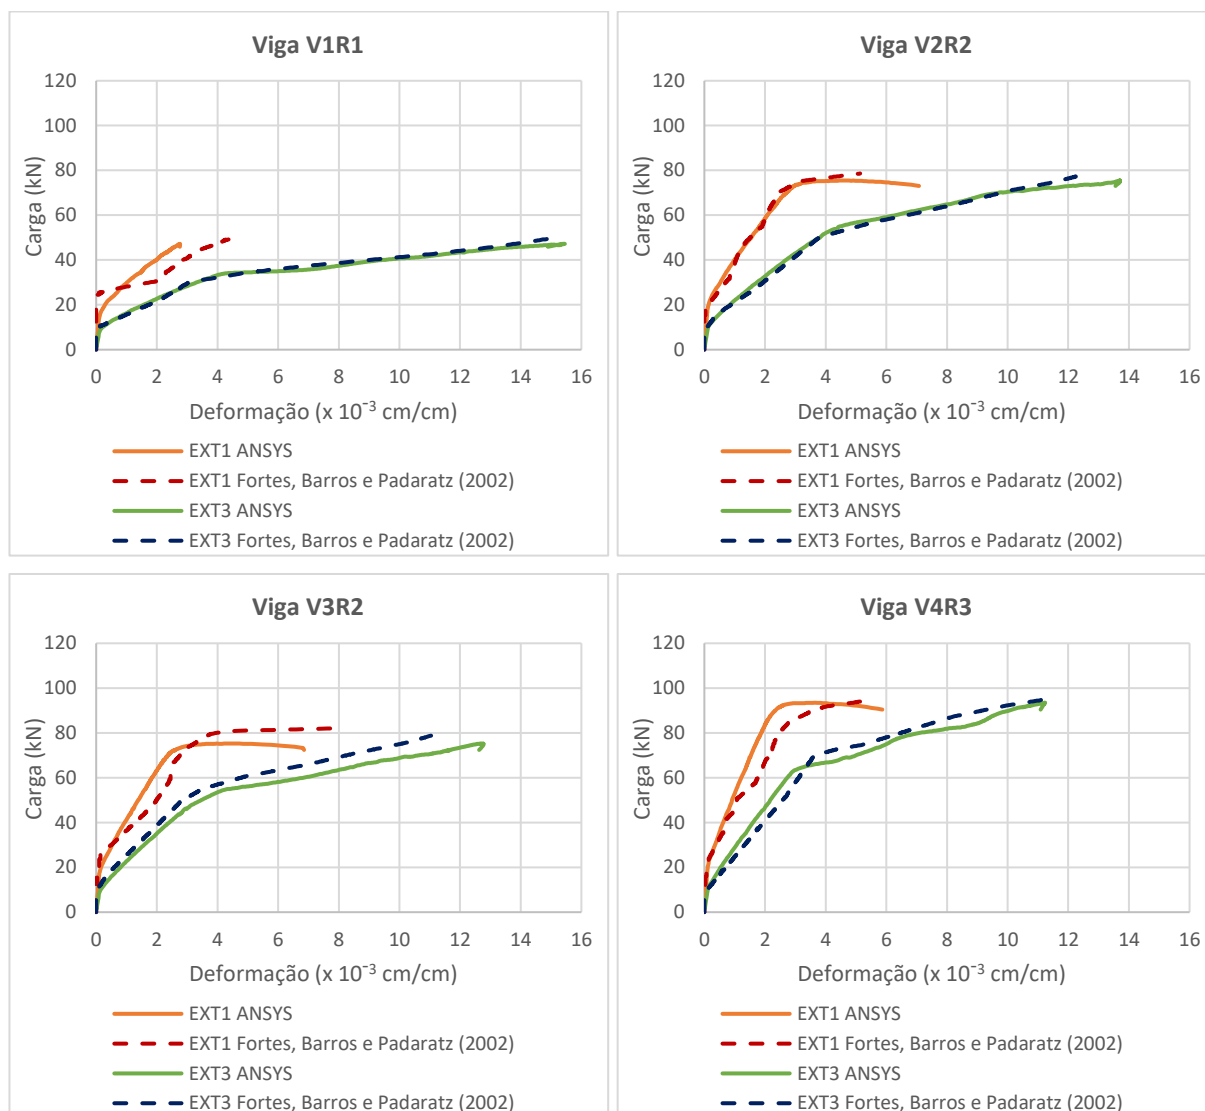 Viga V1R1
120
100
80
60
40
20
0
Carga (kN)
0 2 4 6 8 10 12 14 16
Deformação (x 10⁻³ cm/cm)
EXT1 ANSYS
EXT1 Fortes, Barros e Padaratz (2002)
EXT3 ANSYS
EXT3 Fortes, Barros e Padaratz (2002)
Viga V2R2
120
100
80
60
40
20
0
Carga (kN)
0 2 4 6 8 10 12 14 16
Deformação (x 10⁻³ cm/cm)
EXT1 ANSYS
EXT1 Fortes, Barros e Padaratz (2002)
EXT3 ANSYS
EXT3 Fortes, Barros e Padaratz (2002)
Viga V3R2
120
100
80
60
40
20
0
Carga (kN)
0 2 4 6 8 10 12 14 16
Deformação (x 10⁻³ cm/cm)
EXT1 ANSYS
EXT1 Fortes, Barros e Padaratz (2002)
EXT3 ANSYS
EXT3 Fortes, Barros e Padaratz (2002)
Viga V4R3
120
100
80
60
40
20
0
Carga (kN)
0 2 4 6 8 10 12 14 16
Deformação (x 10⁻³ cm/cm)
EXT1 ANSYS
EXT1 Fortes, Barros e Padaratz (2002)
EXT3 ANSYS
EXT3 Fortes, Barros e Padaratz (2002)